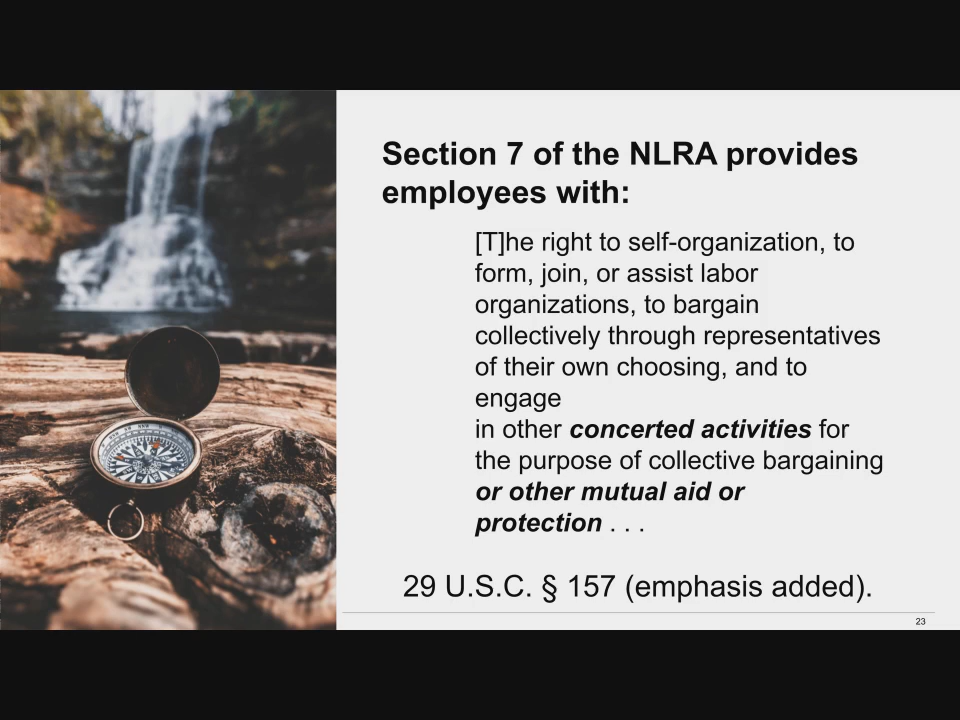 Section 7 of the NLRA provides
employees with:
[T]he right to self-organization, to
form, join, or assist labor
organizations, to bargain
collectively through representatives
of their own choosing, and to
engage
in other concerted activities for
the purpose of collective bargaining
or other mutual aid or
protection . . .
29 U.S.C. § 157 (emphasis added).
23